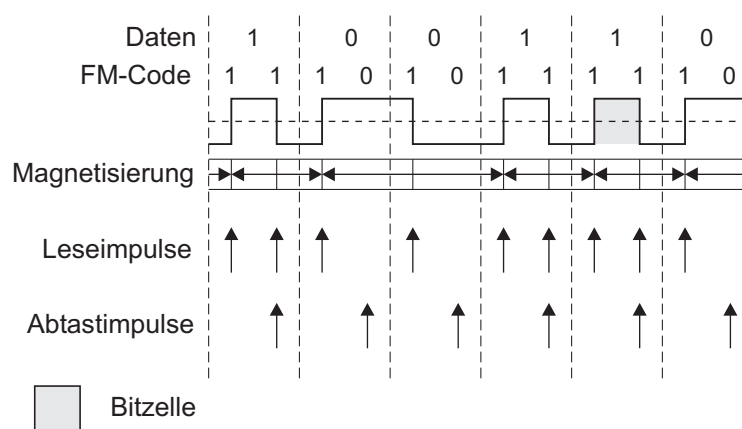 Daten 1 0 0 1 1 0
FM-Code 1 1 1 0 1 0 1 1 1 1 1 0
Magnetisierung
Leseimpulse
Abtastimpulse
Bitzelle